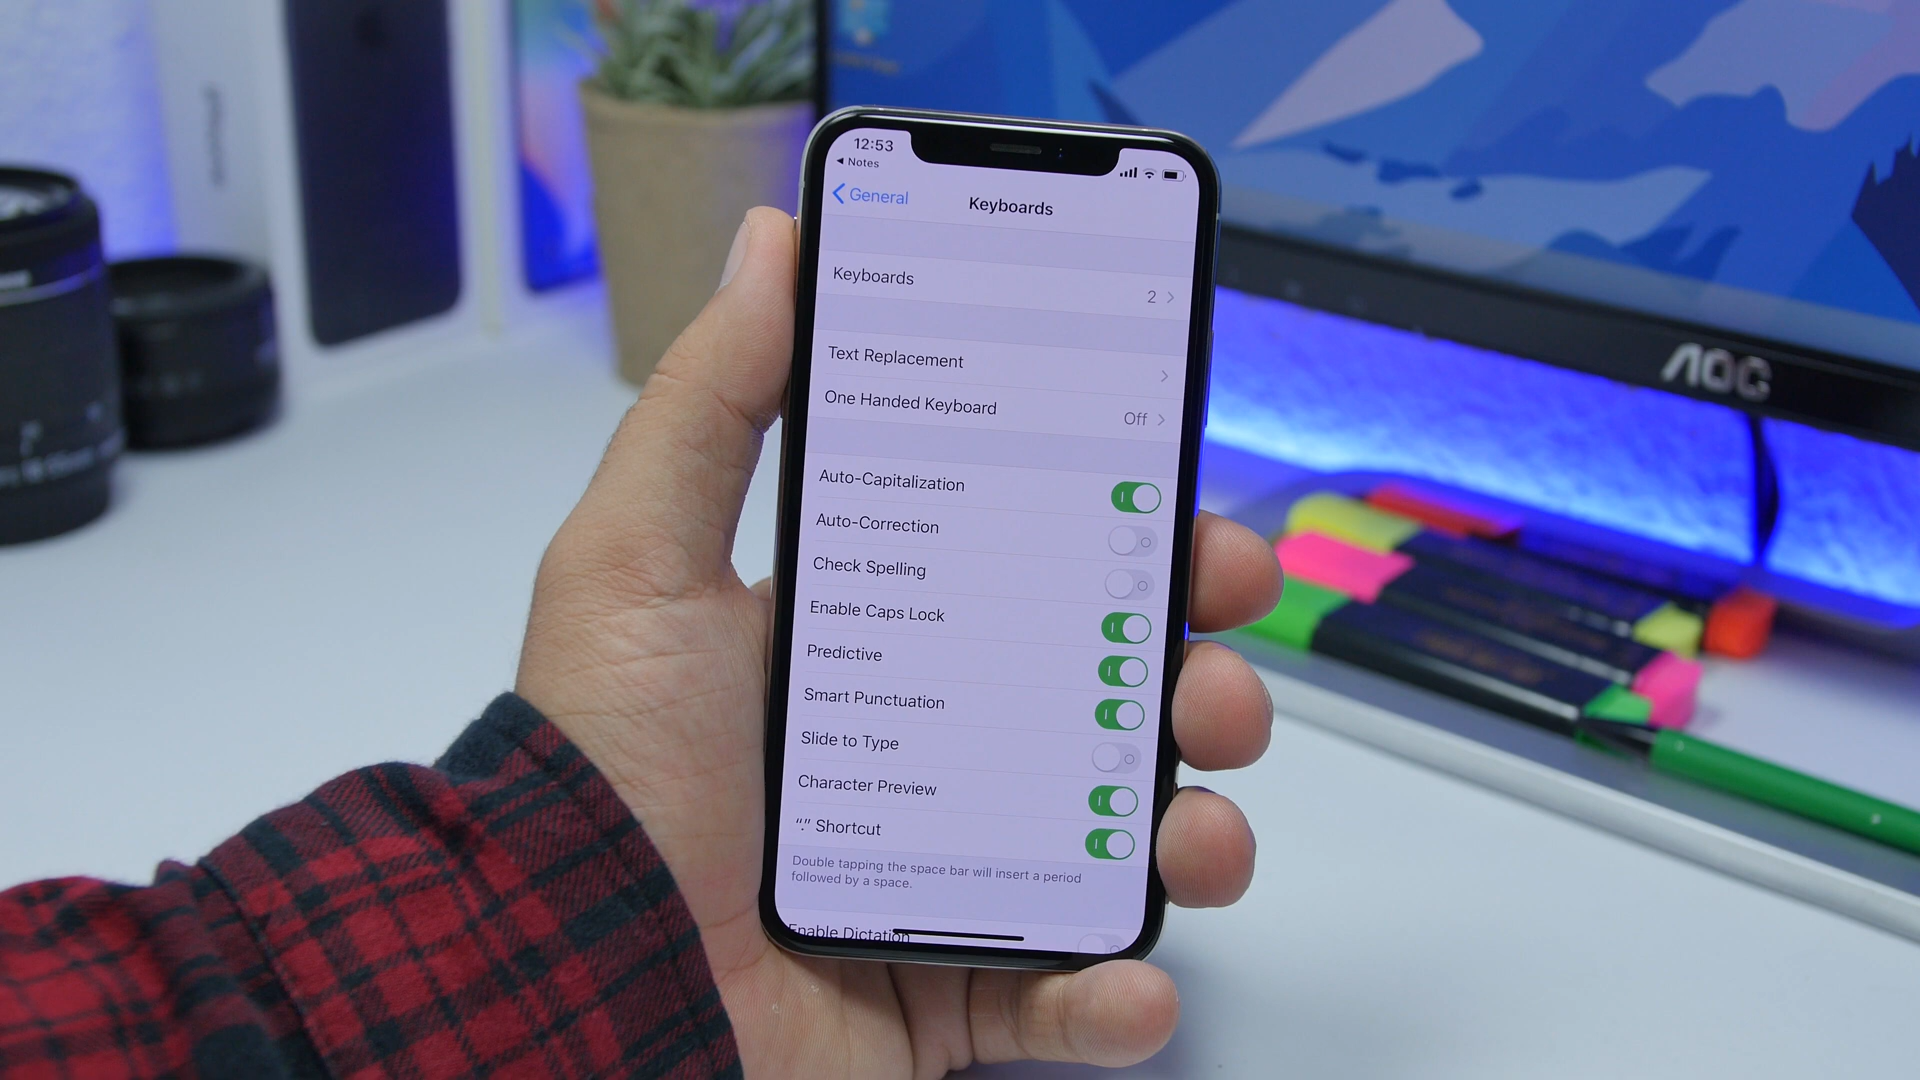 12:53
◂ Notes
General
Keyboards
Keyboards 2
Text Replacement
One Handed Keyboard Off
Auto-Capitalization
Auto-Correction
Check Spelling
Enable Caps Lock
Predictive
Smart Punctuation
Slide to Type
Character Preview
“.” Shortcut
Double tapping the space bar will insert a period
followed by a space.
Enable Dictation
AOC
iPhone